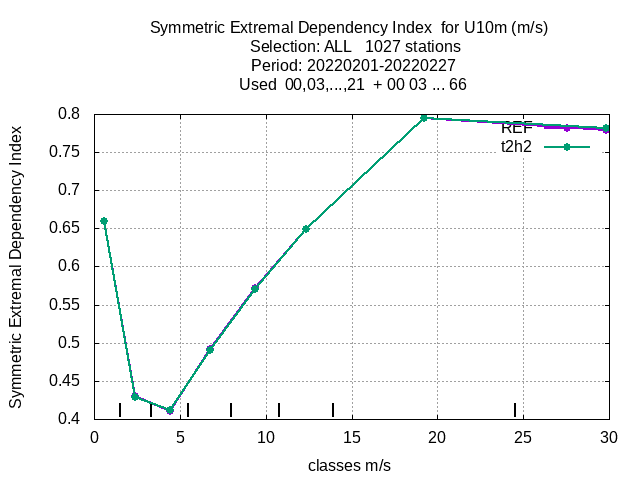 Symmetric Extremal Dependency Index  for U10m (m/s)
Selection: ALL   1027 stations
Period: 20220201-20220227
Used  00,03,...,21  + 00 03 ... 66
Symmetric Extremal Dependency Index
0.8
0.75
0.7
0.65
0.6
0.55
0.5
0.45
0.4
REF
t2h2
0 5 10 15 20 25 30
classes m/s